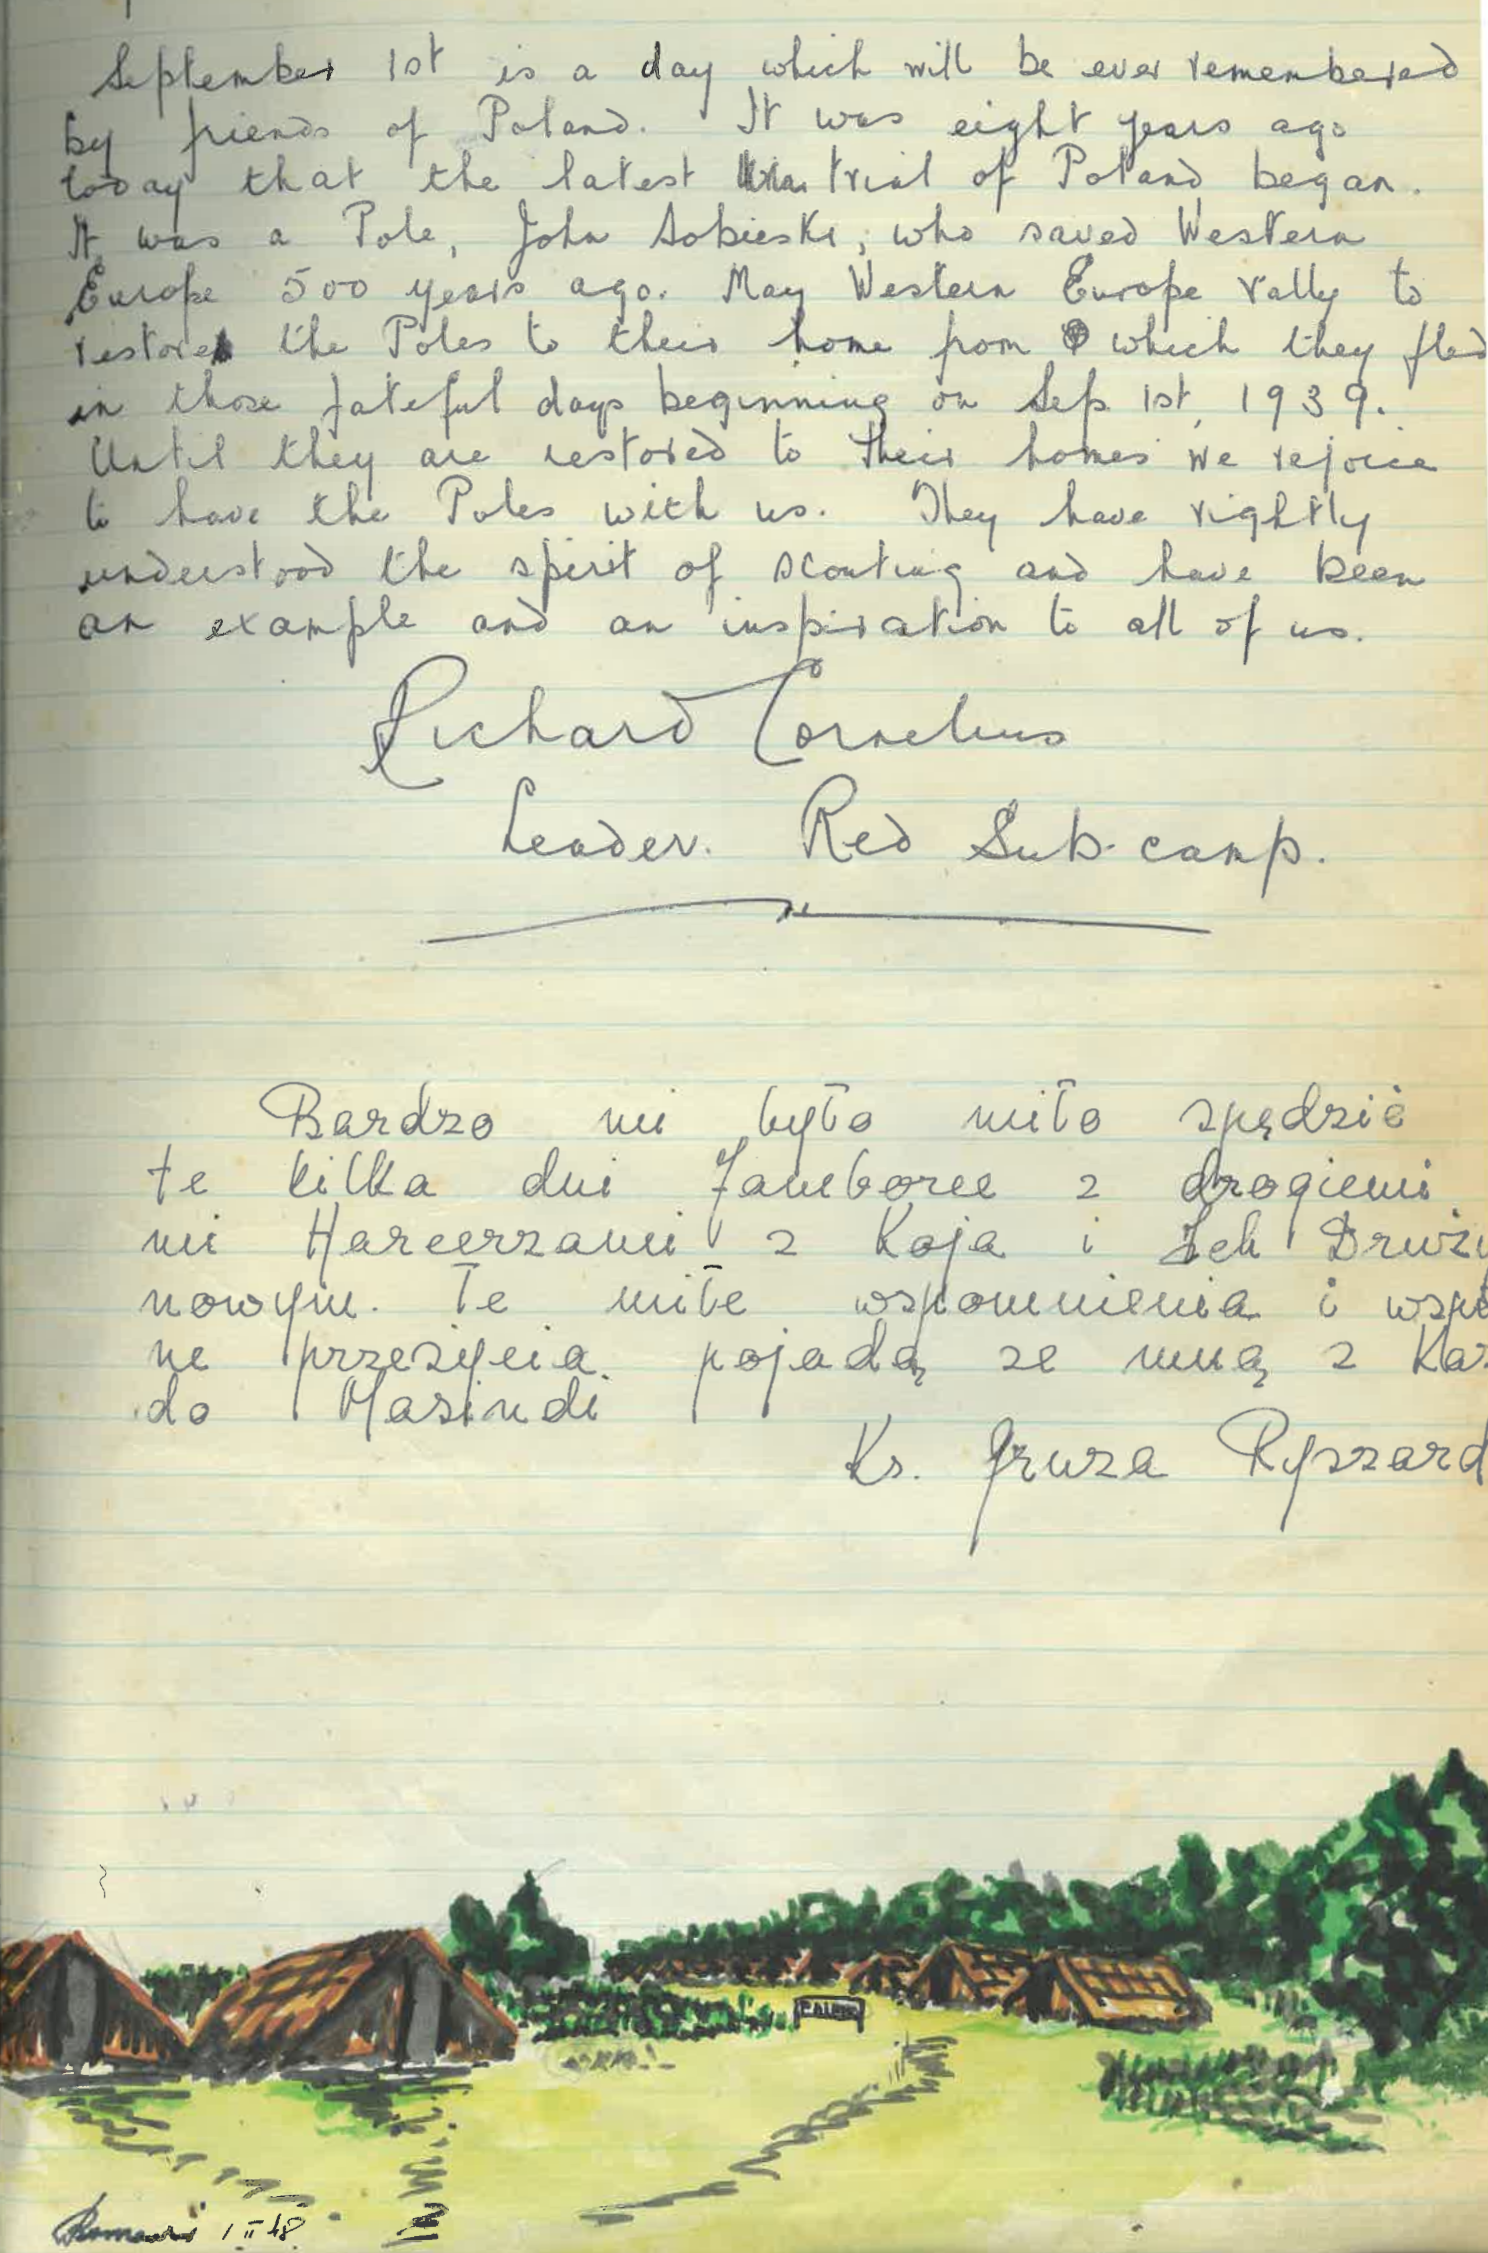 September 1st is a day which will be ever remembered
by friends of Poland. It was eight years ago
today that the latest trial of Poland began.
It was a Pole, John Sobieski, who saved Western
Europe 500 years ago. May Western Europe rally to
restore the Poles to their home from which they fled
in those fateful days beginning on Sep. 1st, 1939.
Until they are restored to their homes we rejoice
to have the Poles with us. They have rightly
understood the spirit of scouting and have been
an example and an inspiration to all of us.
Richard Cornelius
Leader. Red Sub-camp.
Bardzo mi było miło spędzić
te kilka dni Jamboree z drogiemi
mi Harcerzami z Koja i Ich Druży
nowym. Te miłe wspomnienia i wspó
ne przeżycia pojadą ze mną z Ka
do Masindi
Ks. Gruza Ryszard
1 II 48